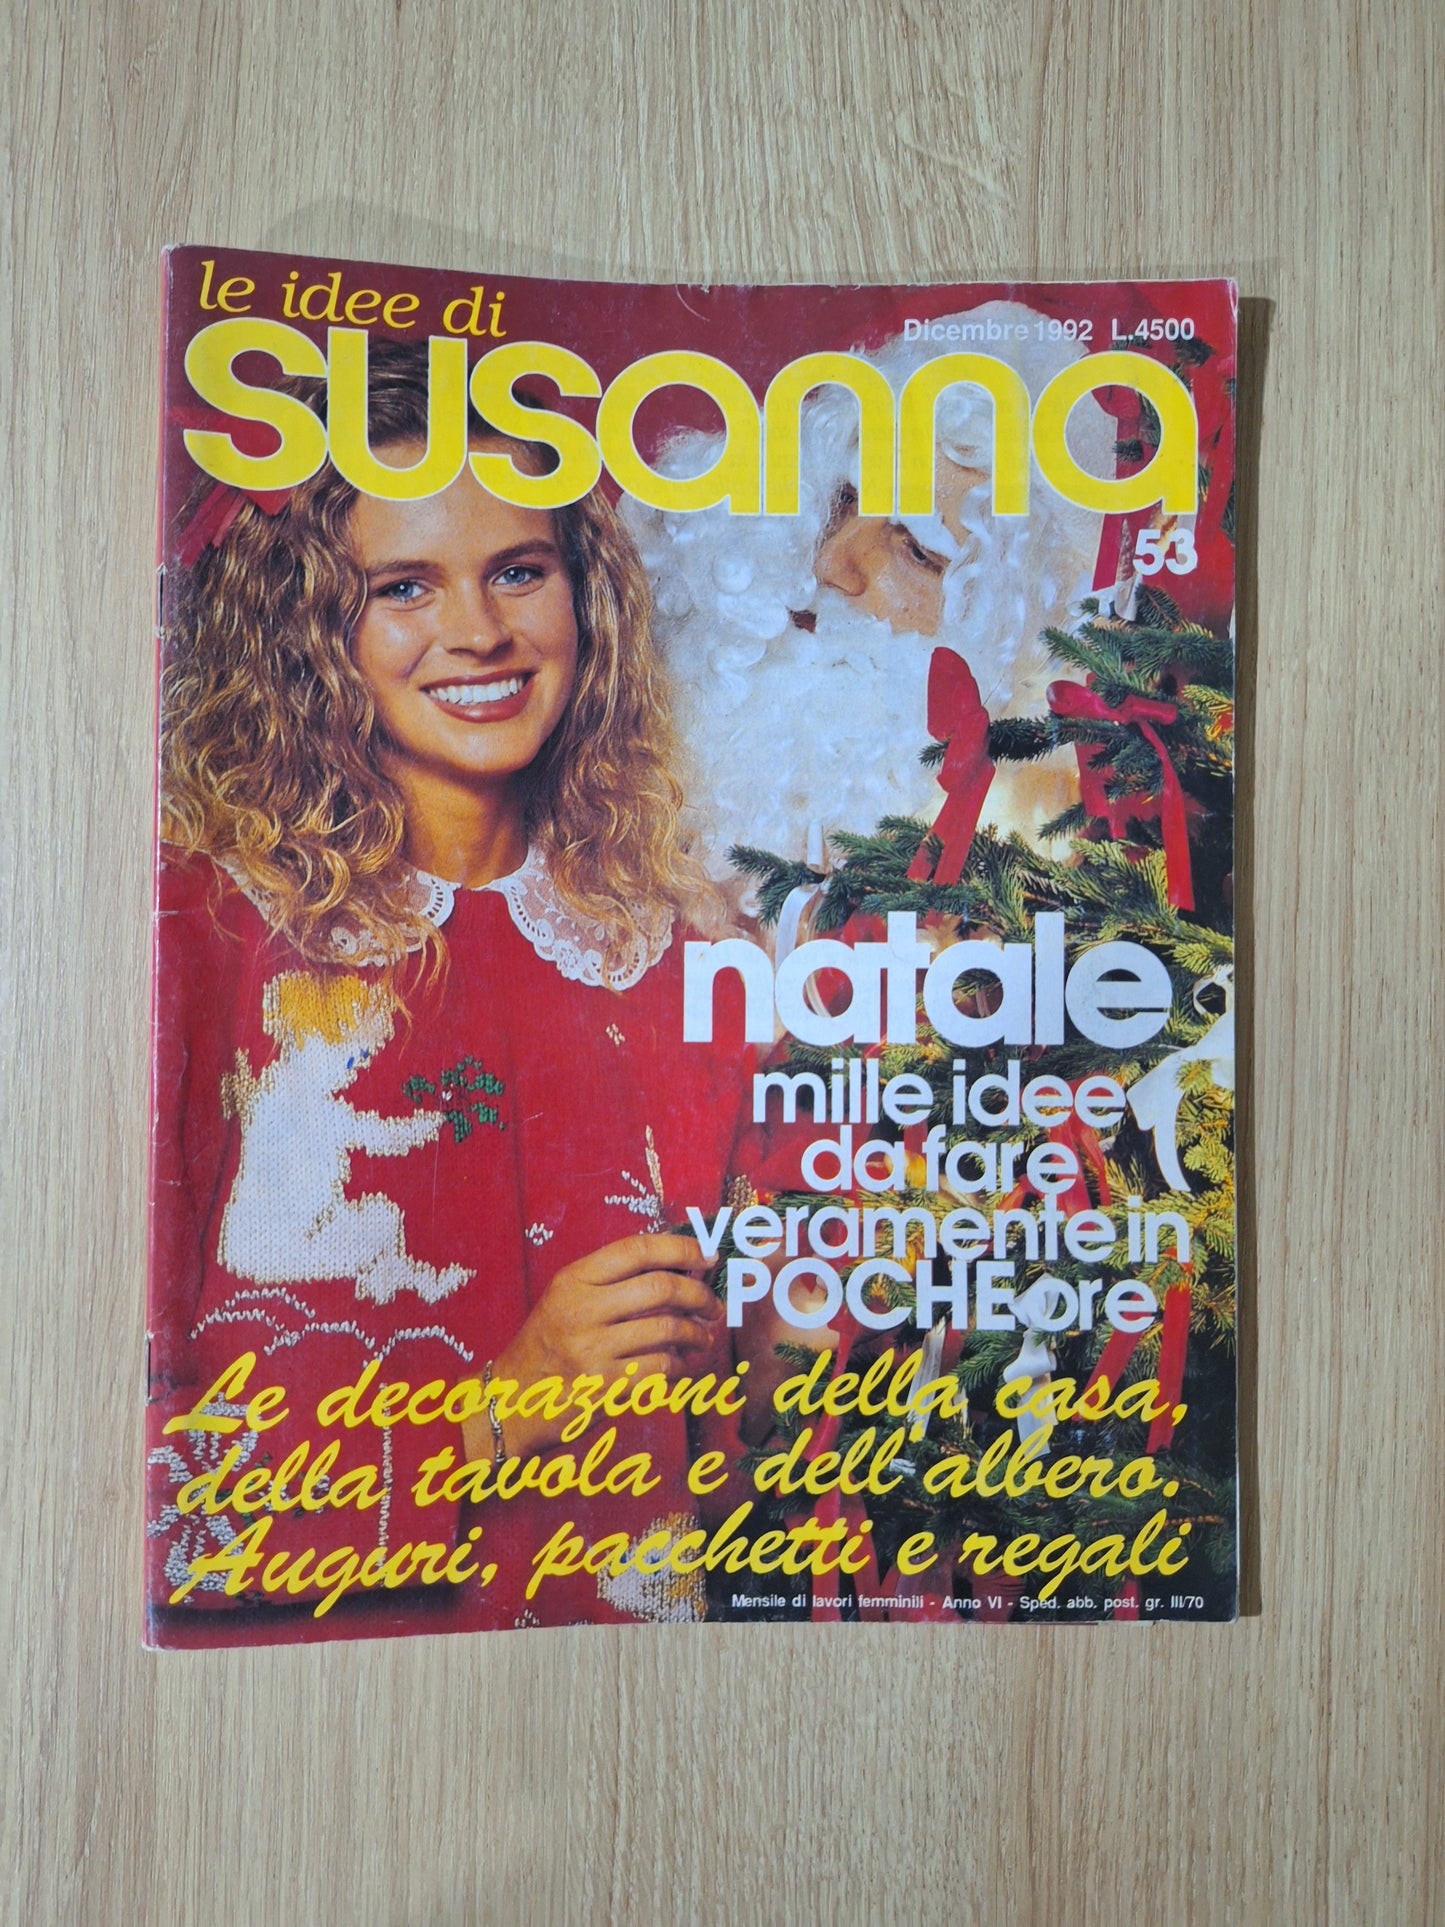 le idee di
susanna
Dicembre 1992 L.4500
53
natale
mille idee
da fare
veramente in
POCHE ore
Le decorazioni della casa,
della tavola e dell'albero.
Auguri, pacchetti e regali
Mensile di lavori femminili - Anno VI - Sped. abb. post. gr. III/70